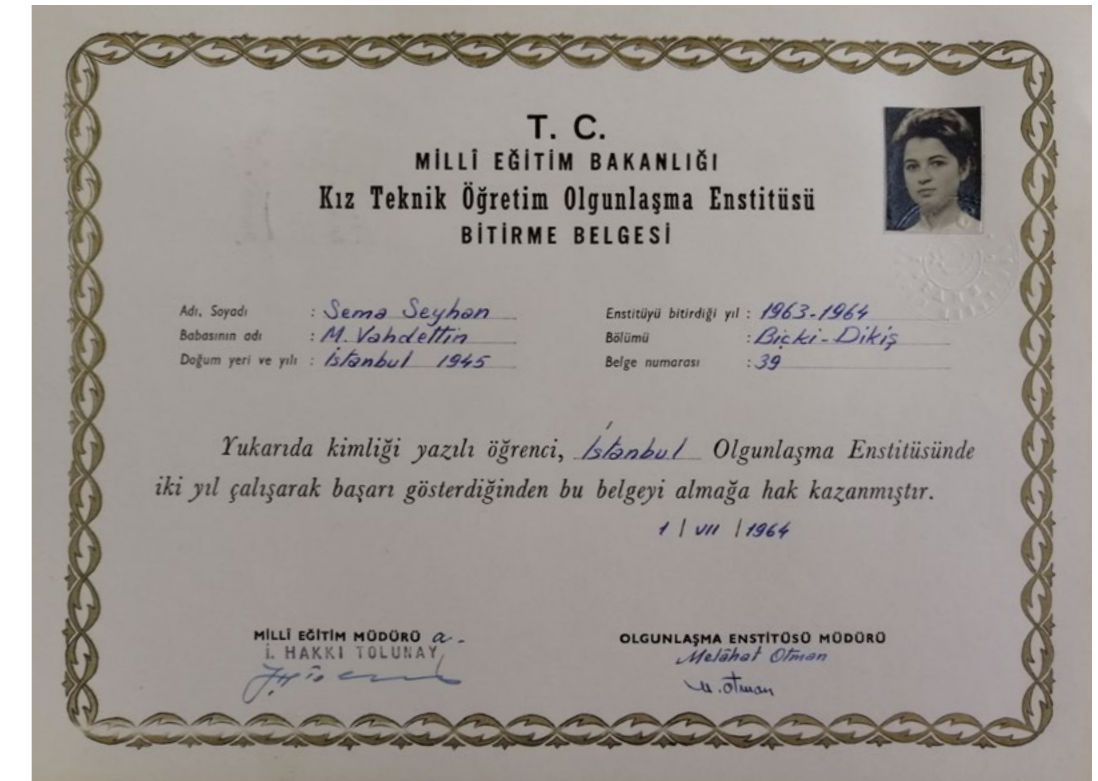 T. C.
MİLLÎ EĞİTİM BAKANLIĞI
Kız Teknik Öğretim Olgunlaşma Enstitüsü
BİTİRME BELGESİ
Adı, Soyadı : Sema Seyhan
Enstitüyü bitirdiği yıl : 1963-1964
Babasının adı : M. Vahdettin
Bölümü : Biçki-Dikiş
Doğum yeri ve yılı : İstanbul 1945
Belge numarası : 39
Yukarıda kimliği yazılı öğrenci, İstanbul Olgunlaşma Enstitüsünde
iki yıl çalışarak başarı gösterdiğinden bu belgeyi almağa hak kazanmıştır.
1 | VII | 1964
MİLLÎ EĞİTİM MÜDÜRÜ a.
İ. HAKKI TOLUNAY
OLGUNLAŞMA ENSTİTÜSÜ MÜDÜRÜ
Melâhat Otman
M. Otman